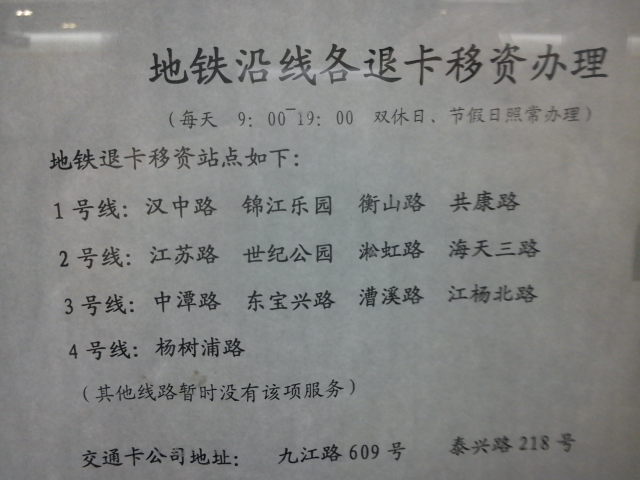 地铁沿线各退卡移资办理
（每天 9：00-19：00 双休日、节假日照常办理）
地铁退卡移资站点如下：
1号线：汉中路 锦江乐园 衡山路 共康路
2号线：江苏路 世纪公园 淞虹路 海天三路
3号线：中潭路 东宝兴路 漕溪路 江杨北路
4号线：杨树浦路
（其他线路暂时没有该项服务）
交通卡公司地址： 九江路609号 泰兴路218号